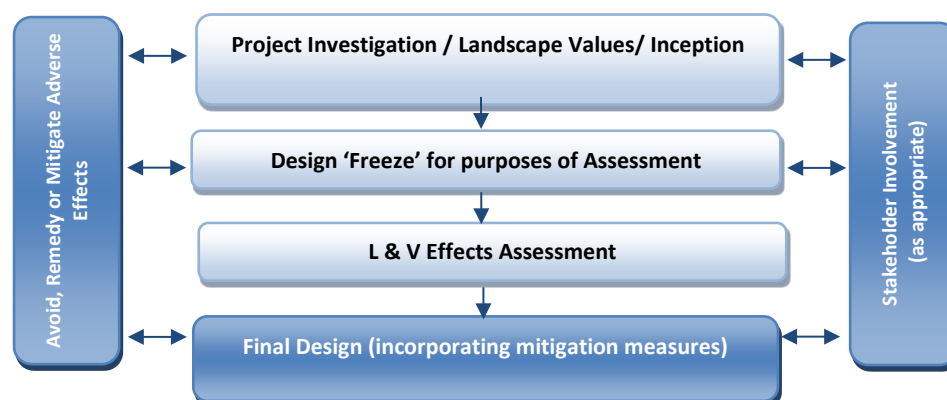 Avoid, Remedy or Mitigate Adverse
Effects
Project Investigation / Landscape Values/ Inception
Design ‘Freeze’ for purposes of Assessment
L & V Effects Assessment
Final Design (incorporating mitigation measures)
Stakeholder Involvement
(as appropriate)